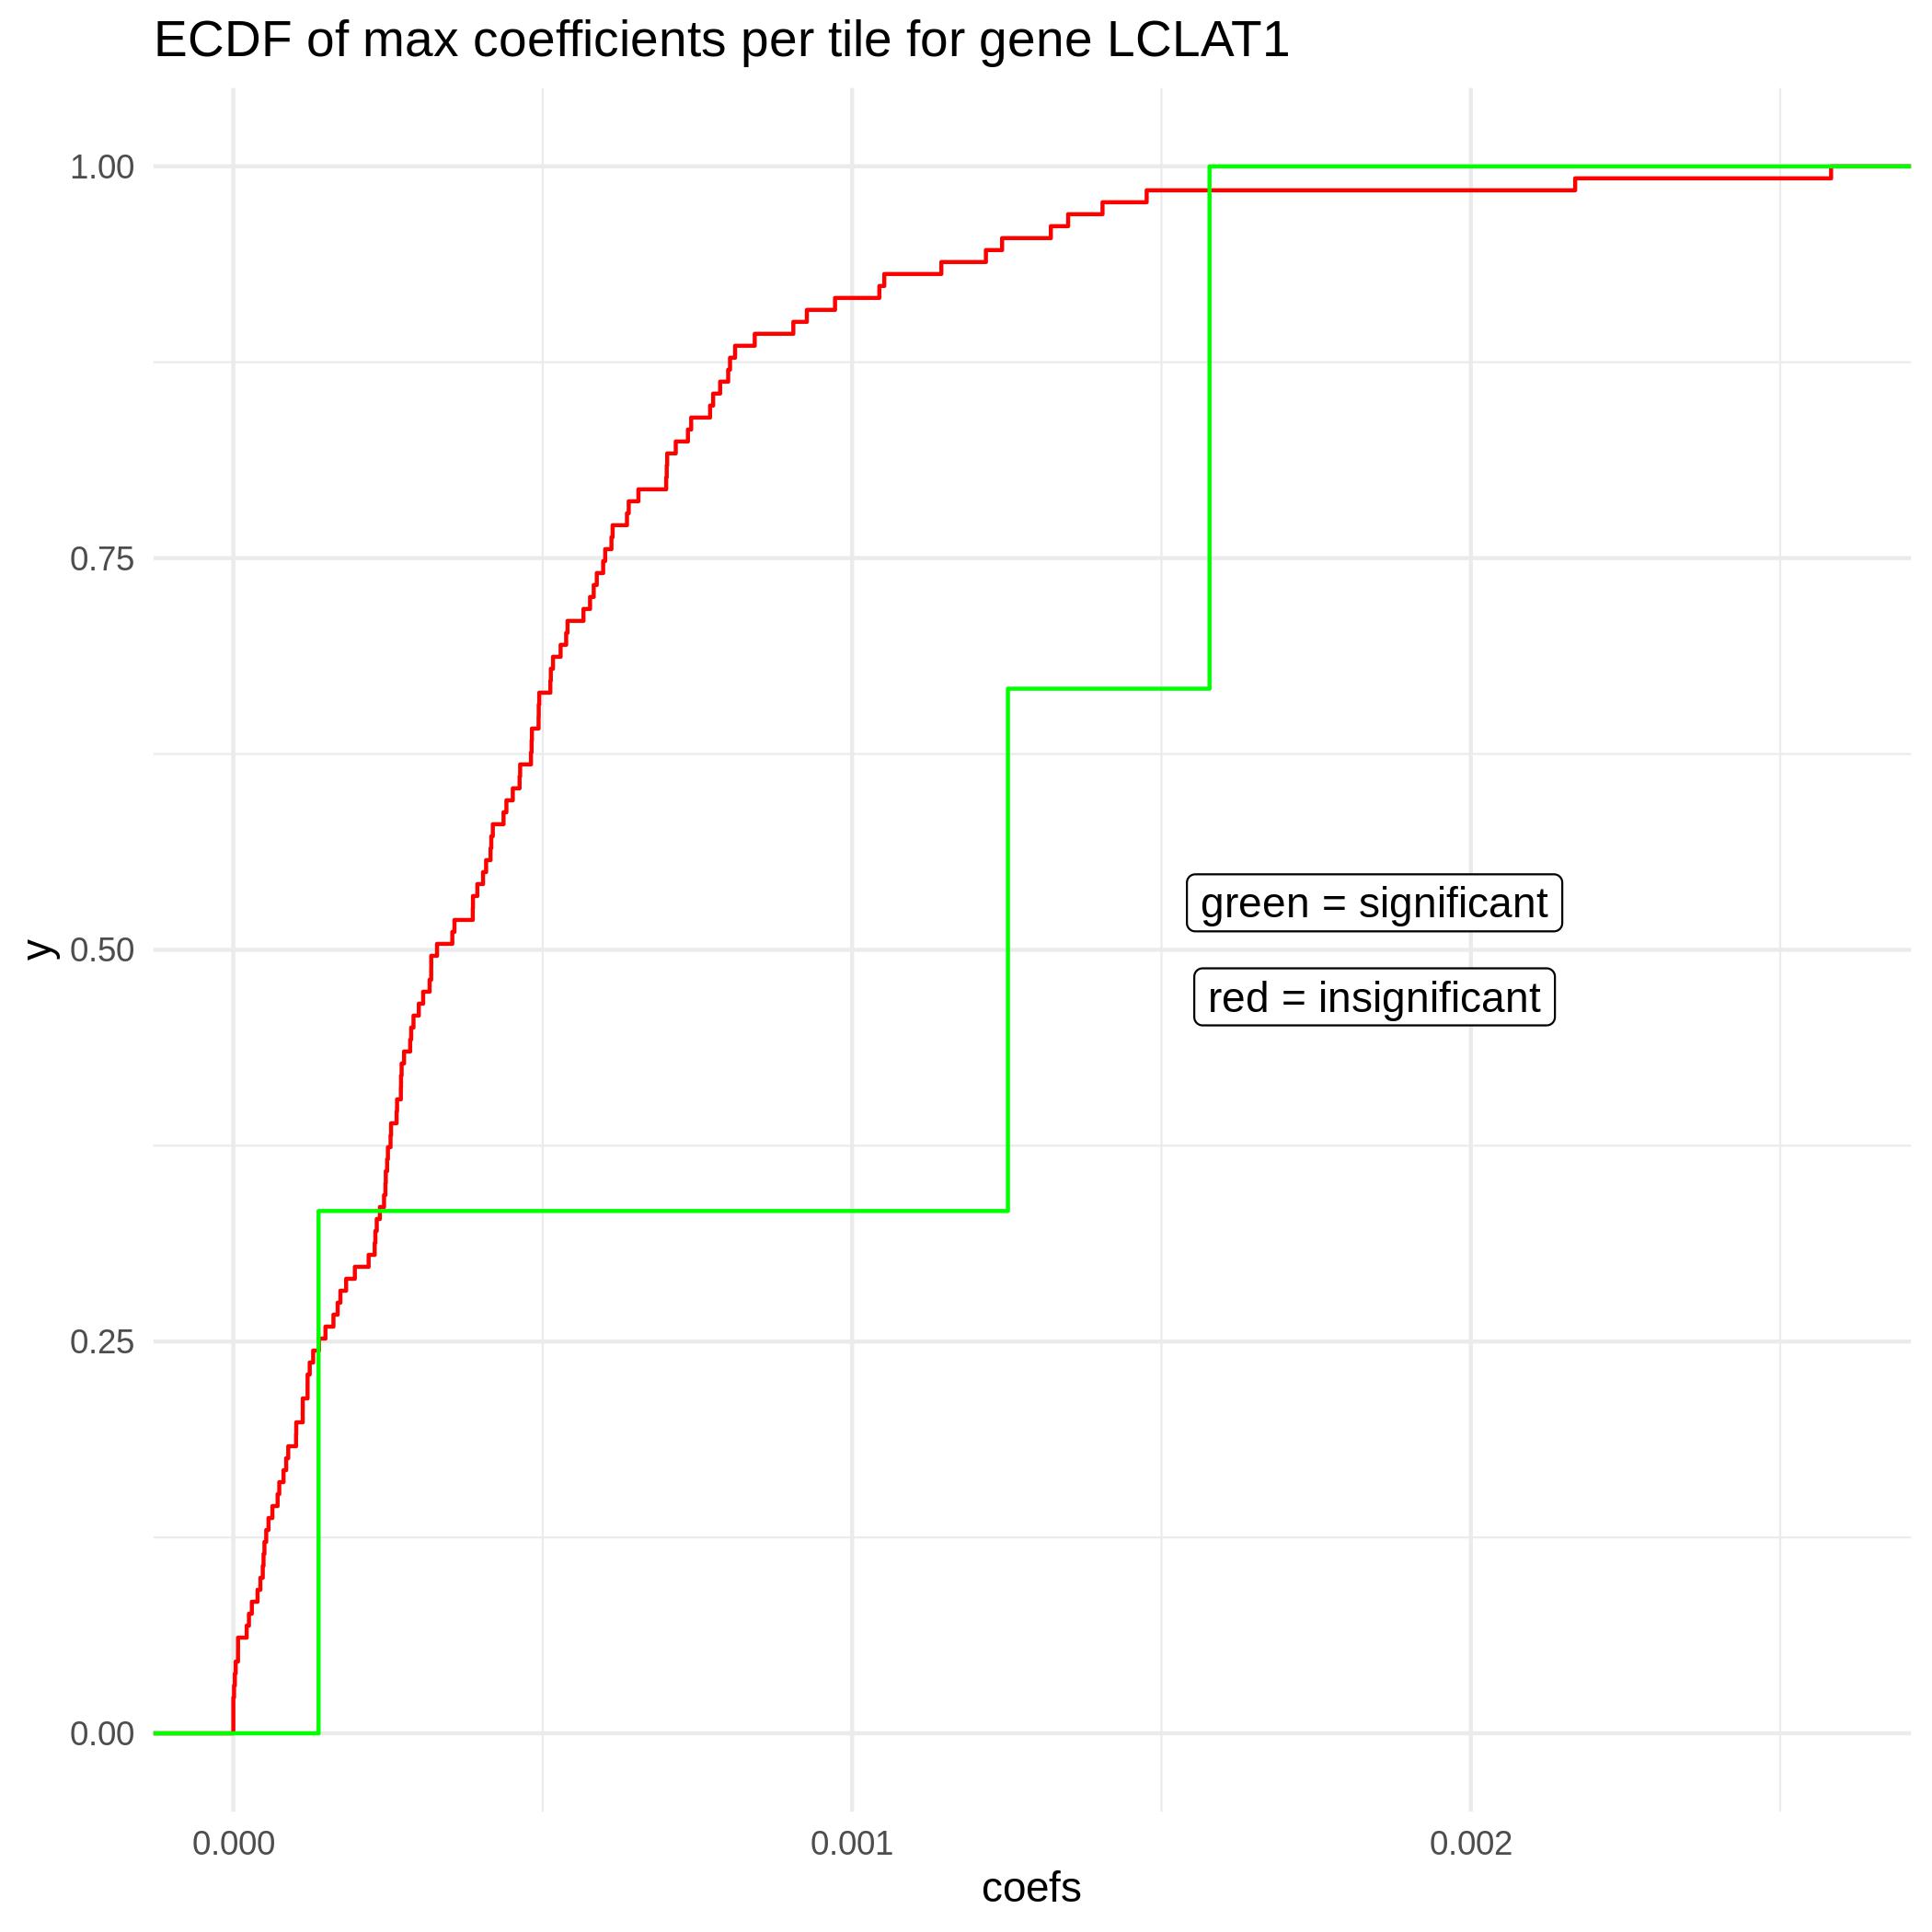 ECDF of max coefficients per tile for gene LCLAT1
1.00
0.75
0.50
0.25
0.00
y
green = significant
red = insignificant
0.000 0.001 0.002
coefs